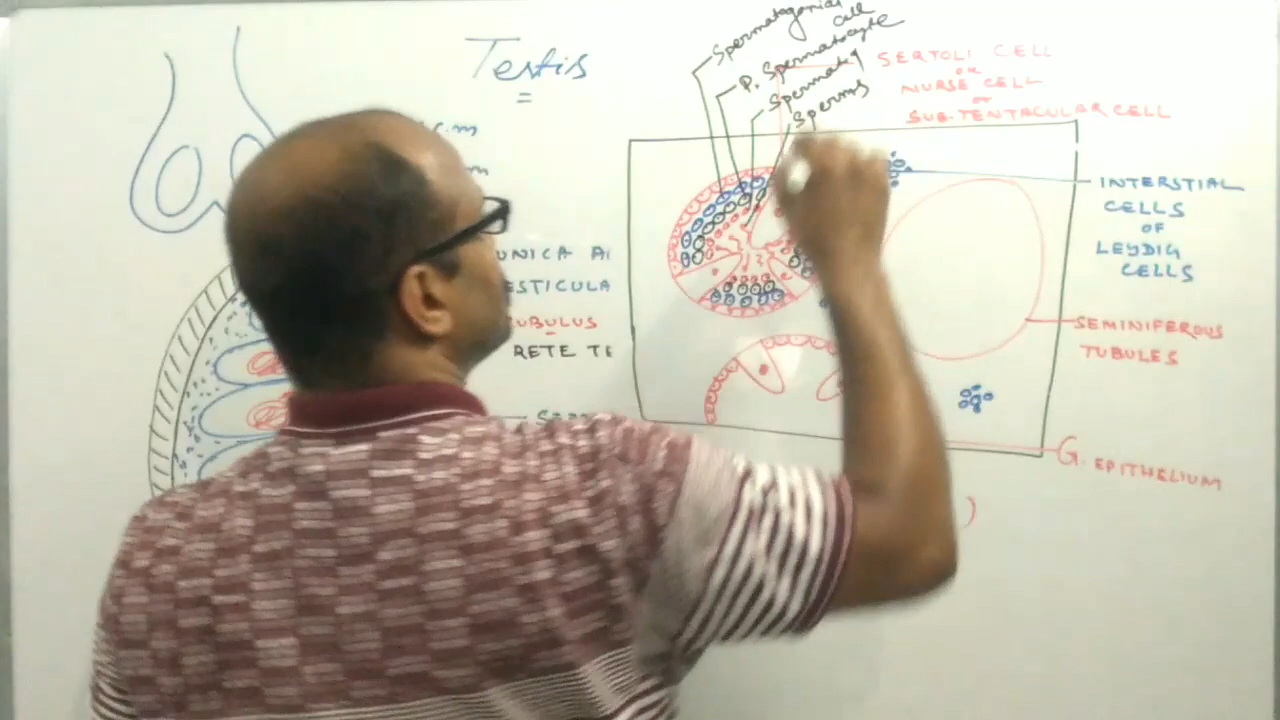 Testis
Spermatogonial
cell
P. Spermatocyte
Spermatid
Sperms
SERTOLI CELL
OR
NURSE CELL
OR
SUB-TENTACULAR CELL
INTERSTIAL
CELLS
OF
LEYDIG
CELLS
SEMINIFEROUS
TUBULES
G. EPITHELIUM
UNICA A
ESTICULA
TUBULUS
RETE TE